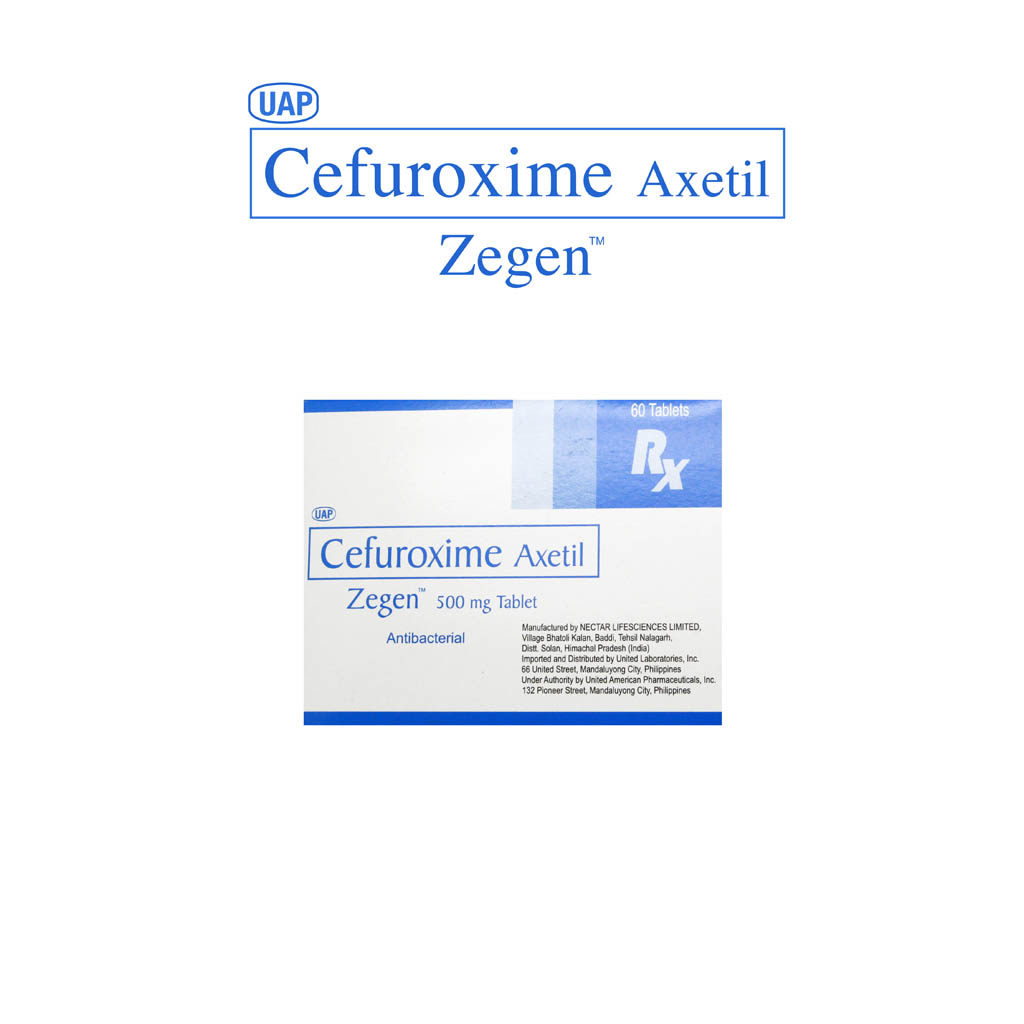 UAP
Cefuroxime Axetil
Zegen™
60 Tablets
Rx
UAP
Cefuroxime Axetil
Zegen™ 500 mg Tablet
Antibacterial
Manufactured by NECTAR LIFESCIENCES LIMITED,
Village Bhatoli Kalan, Baddi, Tehsil Nalagarh,
Distt. Solan, Himachal Pradesh (India)
Imported and Distributed by United Laboratories, Inc.
66 United Street, Mandaluyong City, Philippines
Under Authority by United American Pharmaceuticals, Inc.
132 Pioneer Street, Mandaluyong City, Philippines